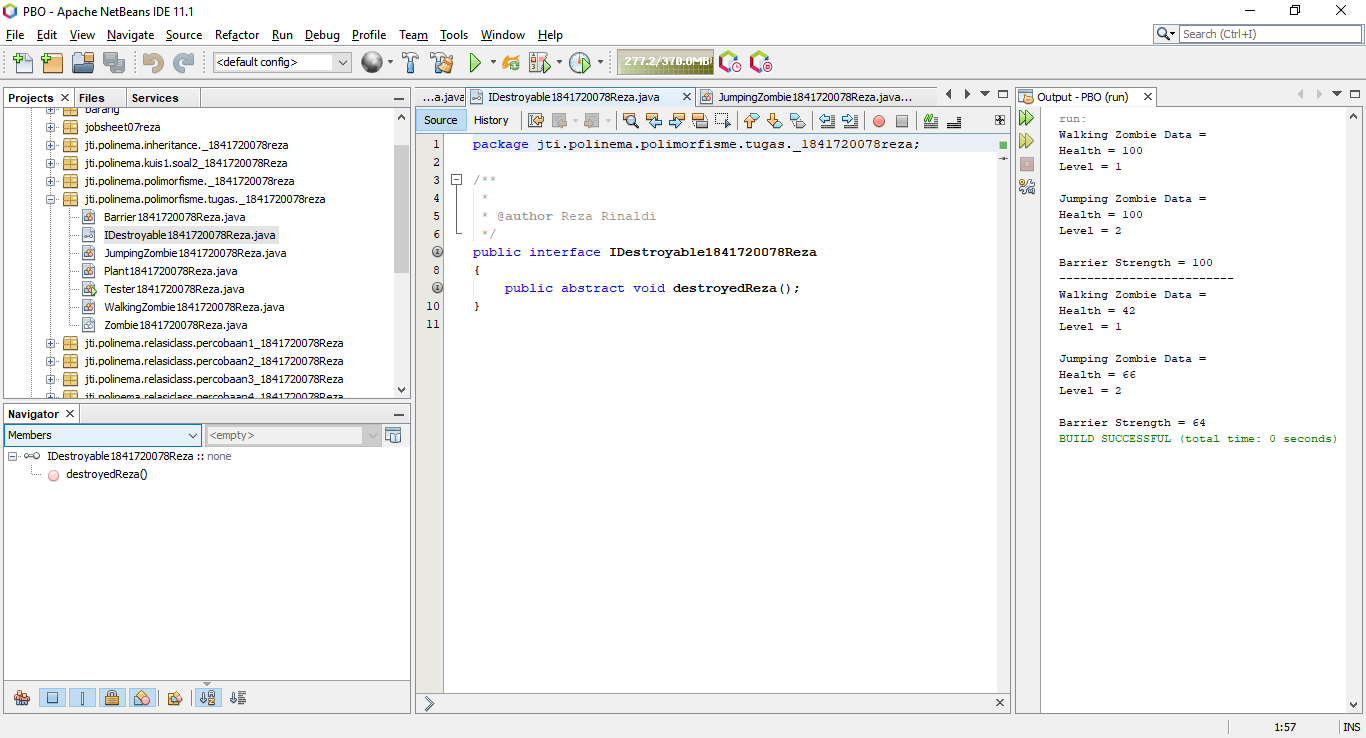 PBO - Apache NetBeans IDE 11.1
File Edit View Navigate Source Refactor Run Debug Profile Team Tools Window Help
Search (Ctrl+I)
<default config>
277.2/370.0MB
Projects Files Services
barang
jobsheet07reza
jti.polinema.inheritance._1841720078reza
jti.polinema.kuis1.soal2_1841720078Reza
jti.polinema.polimorfisme._1841720078reza
jti.polinema.polimorfisme.tugas._1841720078reza
Barrier1841720078Reza.java
IDestroyable1841720078Reza.java
JumpingZombie1841720078Reza.java
Plant1841720078Reza.java
Tester1841720078Reza.java
WalkingZombie1841720078Reza.java
Zombie1841720078Reza.java
jti.polinema.relasiclass.percobaan1_1841720078Reza
jti.polinema.relasiclass.percobaan2_1841720078Reza
jti.polinema.relasiclass.percobaan3_1841720078Reza
jti.polinema.relasiclass.percobaan4_1841720078Reza
Navigator
Members <empty>
IDestroyable1841720078Reza :: none
destroyedReza()
...a.java IDestroyable1841720078Reza.java JumpingZombie1841720078Reza.java...
Source History
1 package jti.polinema.polimorfisme.tugas._1841720078reza;
2
3 /**
4 *
5 * @author Reza Rinaldi
6 */
public interface IDestroyable1841720078Reza
8 {
public abstract void destroyedReza();
10 }
11
Output - PBO (run)
run:
Walking Zombie Data =
Health = 100
Level = 1
Jumping Zombie Data =
Health = 100
Level = 2
Barrier Strength = 100
-------------------------
Walking Zombie Data =
Health = 42
Level = 1
Jumping Zombie Data =
Health = 66
Level = 2
Barrier Strength = 64
BUILD SUCCESSFUL (total time: 0 seconds)
1:57 INS